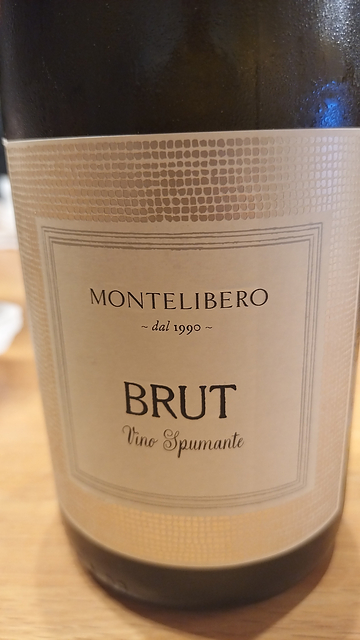 MONTELIBERO
~ dal 1990 ~
BRUT
Vino Spumante